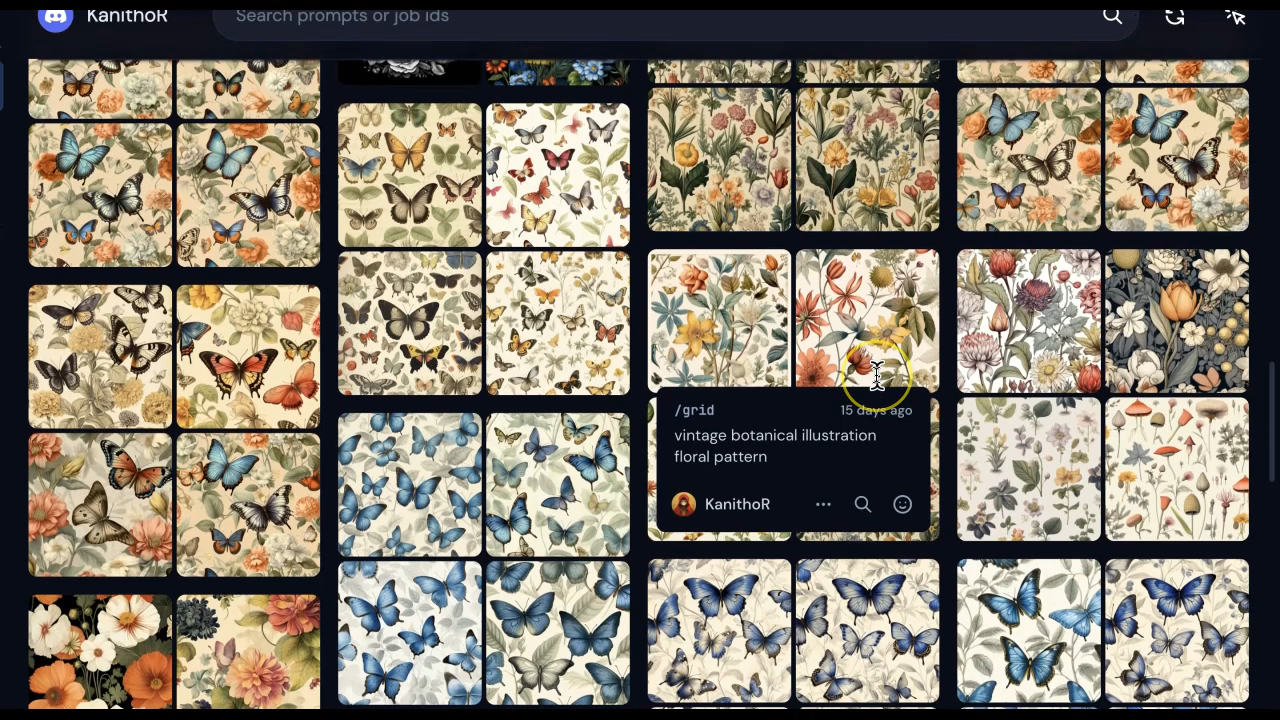 KanithoR
Search prompts or job ids
/grid
15 days ago
vintage botanical illustration
floral pattern
KanithoR